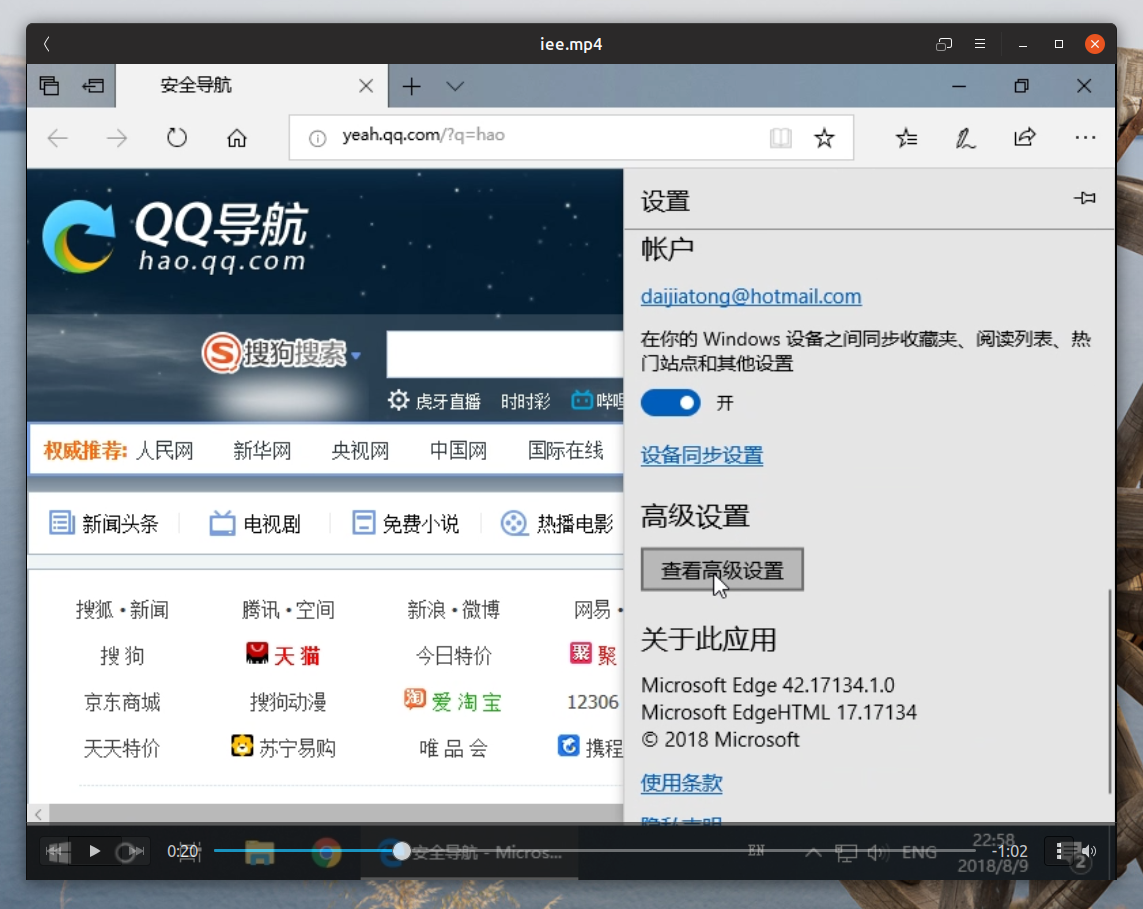 iee.mp4
安全导航
yeah.qq.com/?q=hao
QQ导航
hao.qq.com
S搜狗搜索
虎牙直播 时时彩 哔哩
权威推荐: 人民网 新华网 央视网 中国网 国际在线
新闻头条 电视剧 免费小说 热播电影
搜狐·新闻 腾讯·空间 新浪·微博 网易·
搜狗 天猫 今日特价 聚 聚
京东商城 搜狗动漫 淘 爱淘宝 12306
天天特价 苏宁易购 唯品会 携程
设置
帐户
daijiatong@hotmail.com
在你的 Windows 设备之间同步收藏夹、阅读列表、热
门站点和其他设置
开
设备同步设置
高级设置
查看高级设置
关于此应用
Microsoft Edge 42.17134.1.0
Microsoft EdgeHTML 17.17134
© 2018 Microsoft
使用条款
隐私声明
0:20 安全导航 - Micros... EN ENG 22:58 -1:02
2018/8/9 2